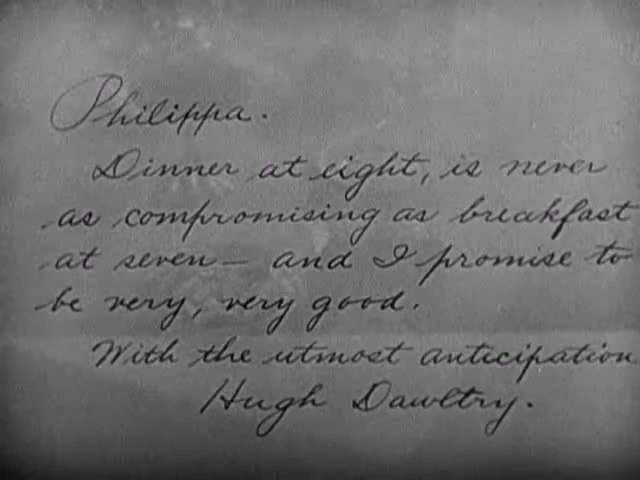 Philippa.
Dinner at eight, is never
as compromising as breakfast
at seven — and I promise to
be very, very good.
With the utmost anticipation
Hugh Dawltry.